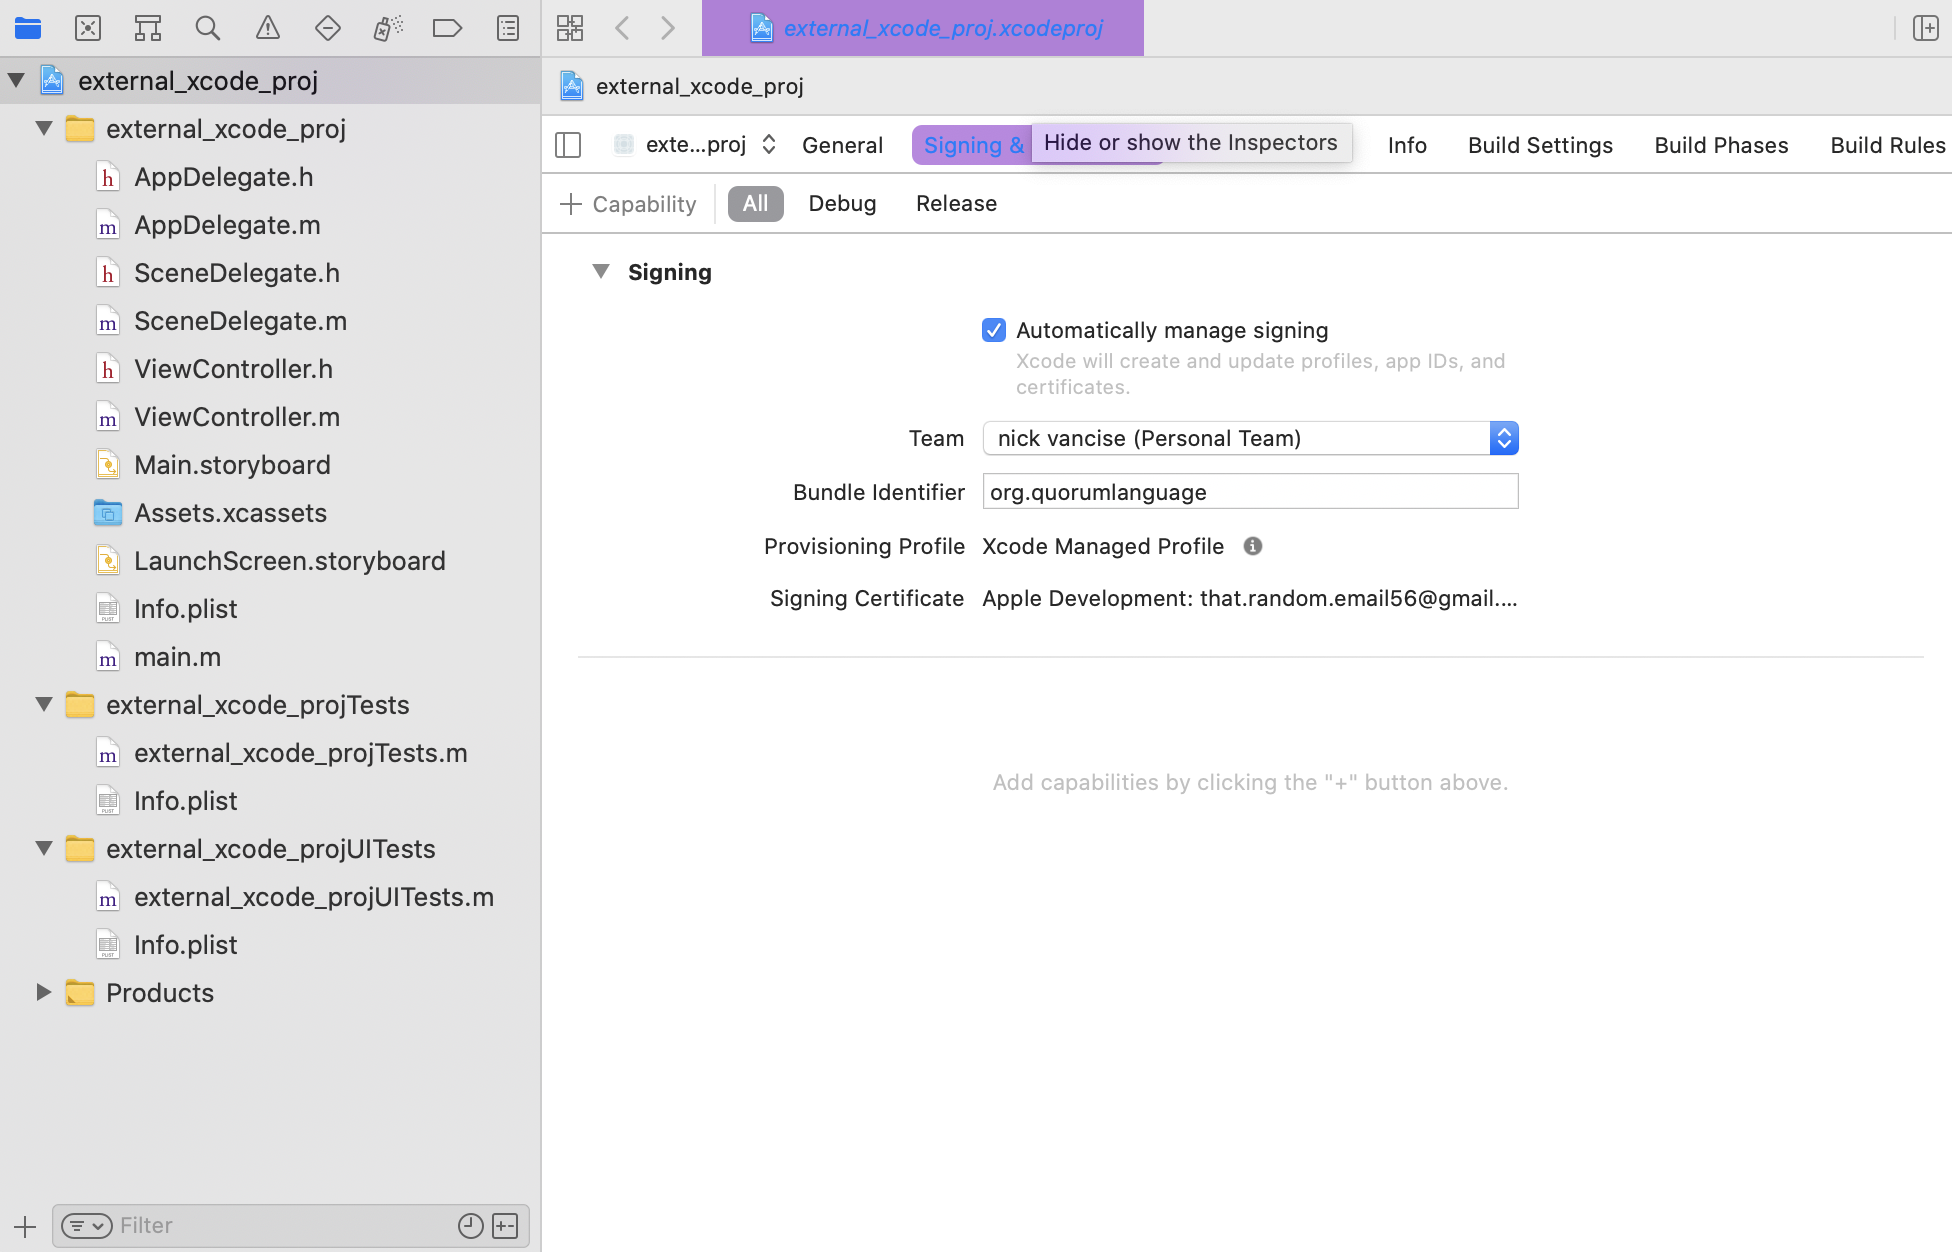 external_xcode_proj.xcodeproj
external_xcode_proj
external_xcode_proj
AppDelegate.h
AppDelegate.m
SceneDelegate.h
SceneDelegate.m
ViewController.h
ViewController.m
Main.storyboard
Assets.xcassets
LaunchScreen.storyboard
Info.plist
main.m
external_xcode_projTests
external_xcode_projTests.m
Info.plist
external_xcode_projUITests
external_xcode_projUITests.m
Info.plist
Products
Filter
external_xcode_proj
exte...proj General Signing & Hide or show the Inspectors Info Build Settings Build Phases Build Rules
+ Capability All Debug Release
Signing
Automatically manage signing
Xcode will create and update profiles, app IDs, and
certificates.
Team nick vancise (Personal Team)
Bundle Identifier org.quorumlanguage
Provisioning Profile Xcode Managed Profile
Signing Certificate Apple Development: that.random.email56@gmail....
Add capabilities by clicking the "+" button above.